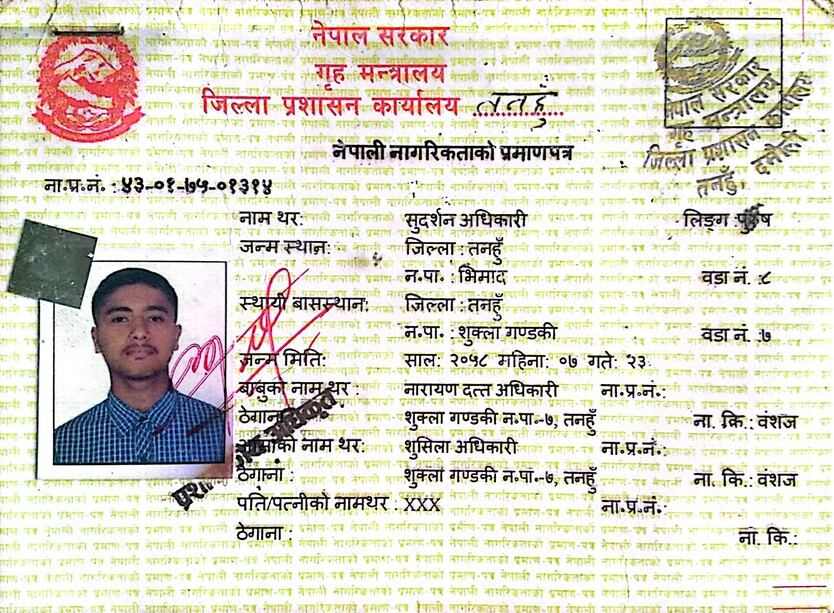 नेपाल सरकार
गृह मन्त्रालय
जिल्ला प्रशासन कार्यालय तनहुँ
नेपाल सरकार
गृह मन्त्रालय
जिल्ला प्रशासन कार्यालय
तनहुँ, दमौली
नेपाली नागरिकताको प्रमाणपत्र
ना.प्र.नं. : ४३-०१-७५-०१३१४
नाम थर: सुदर्शन अधिकारी लिङ्ग पुरुष
जन्म स्थान: जिल्ला : तनहुँ
न.पा. : भिमाद वडा नं. :८
स्थायी बासस्थान: जिल्ला : तनहुँ
न.पा. : शुक्ला गण्डकी वडा नं. :७
जन्म मिति: साल: २०५८ महिना: ०७ गते: २३
बाबुको नाम थर : नारायण दत्त अधिकारी ना.प्र.नं.:
ठेगाना: शुक्ला गण्डकी न.पा.-७, तनहुँ ना. कि.: वंशज
नाम थर: शुसिला अधिकारी ना.प्र.नं.:
ठेगाना: शुक्ला गण्डकी न.पा.-७, तनहुँ ना. कि.: वंशज
पति/पत्नीको नामथर : XXX ना.प्र.नं.:
ठेगाना : ना. कि.: